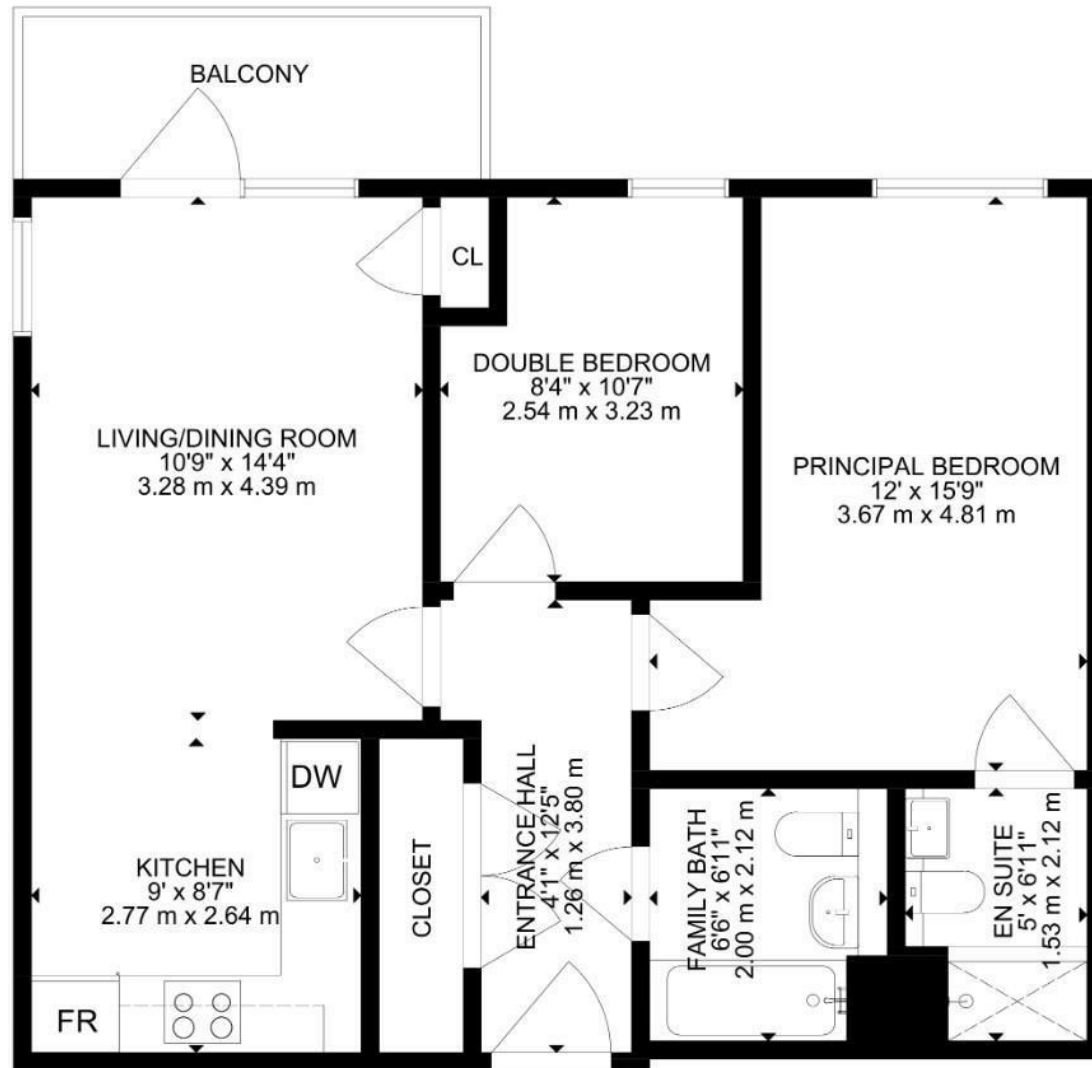 BALCONY
CL
DOUBLE BEDROOM
8'4" x 10'7"
2.54 m x 3.23 m
LIVING/DINING ROOM
10'9" x 14'4"
3.28 m x 4.39 m
PRINCIPAL BEDROOM
12' x 15'9"
3.67 m x 4.81 m
DW
KITCHEN
9' x 8'7"
2.77 m x 2.64 m
FR
CLOSET
ENTRANCE HALL
4'1" x 12'5"
1.26 m x 3.80 m
FAMILY BATH
6'6" x 6'11"
2.00 m x 2.12 m
EN SUITE
5' x 6'11"
1.53 m x 2.12 m